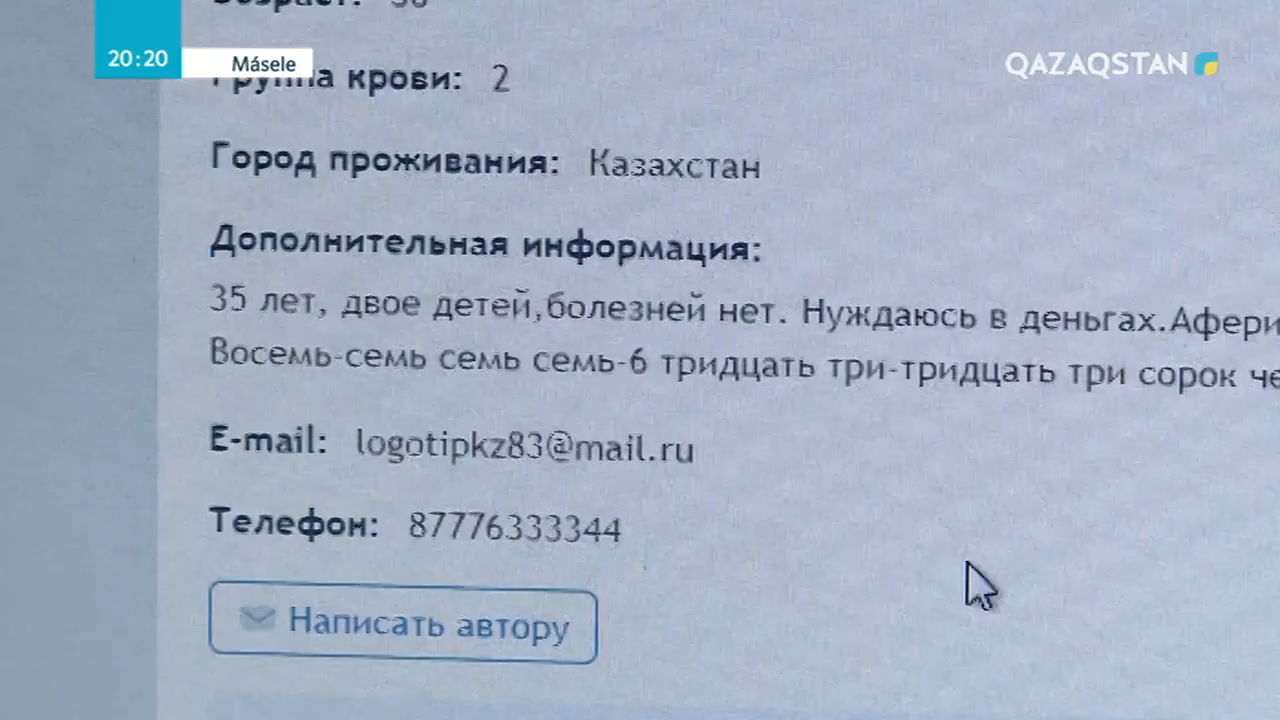 20:20
Másele
QAZAQSTAN
Группа крови: 2
Город проживания: Казахстан
Дополнительная информация:
35 лет, двое детей,болезней нет. Нуждаюсь в деньгах.
Восемь-семь семь семь-6 тридцать три-тридцать три сорок
E-mail: logotipkz83@mail.ru
Телефон: 87776333344
Написать автору